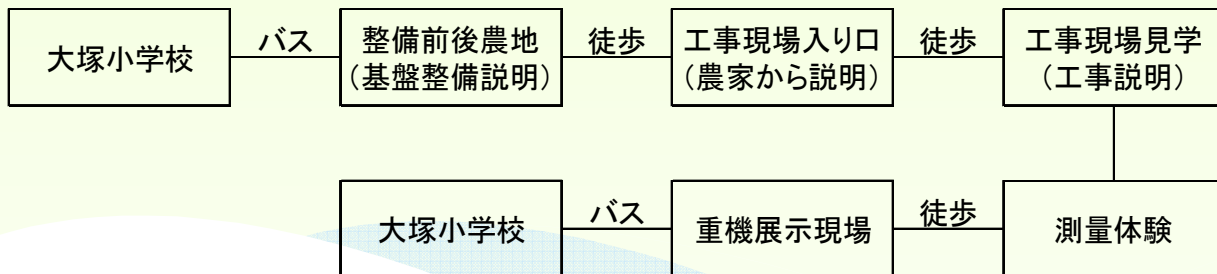 大塚小学校
バス
整備前後農地
（基盤整備説明）
徒歩
工事現場入り口
（農家から説明）
徒歩
工事現場見学
（工事説明）
大塚小学校
バス
重機展示現場
徒歩
測量体験